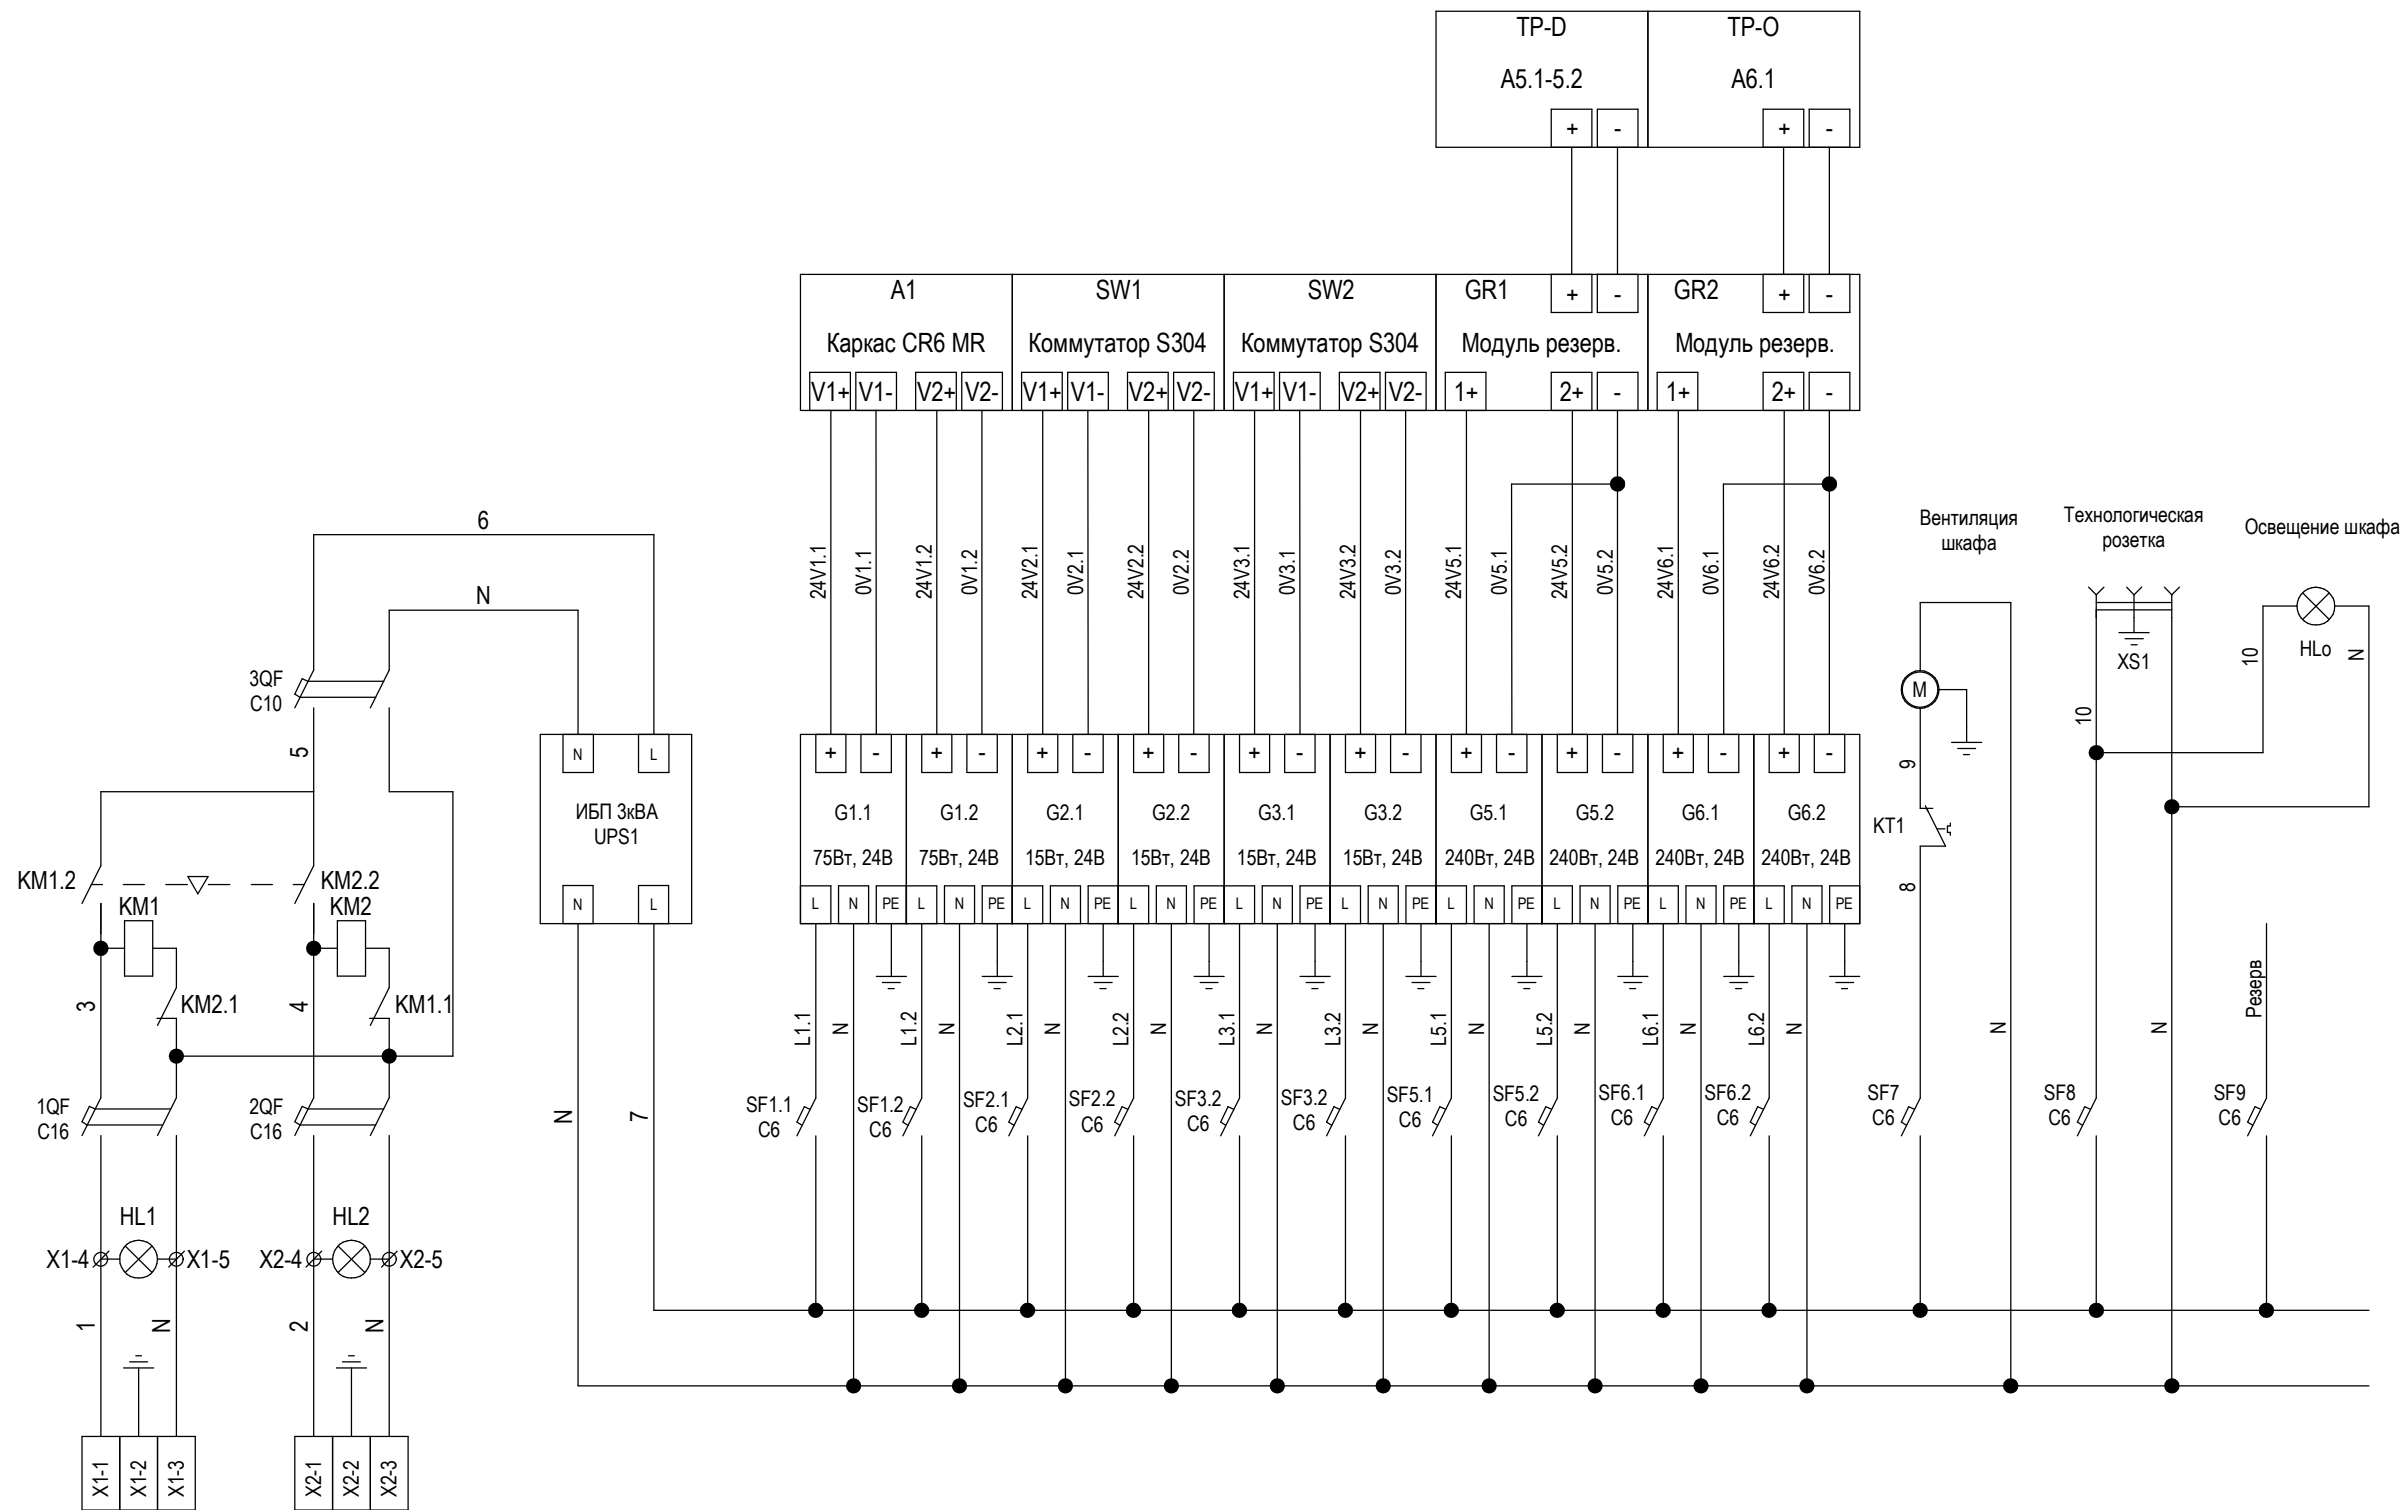 TP-D
TP-O
A5.1-5.2
A6.1
+ - + -
A1
SW1
SW2
GR1 + -
GR2 + -
Каркас CR6 MR
Коммутатор S304
Коммутатор S304
Модуль резерв.
Модуль резерв.
V1+ V1- V2+ V2-
V1+ V1- V2+ V2-
V1+ V1- V2+ V2-
1+ 2+ -
1+ 2+ -
24V1.1
0V1.1
24V1.2
0V1.2
24V2.1
0V2.1
24V2.2
0V2.2
24V3.1
0V3.1
24V3.2
0V3.2
24V5.1
0V5.1
24V5.2
0V5.2
24V6.1
0V6.1
24V6.2
0V6.2
Вентиляция
шкафа
Технологическая
розетка
Освещение шкафа
6
N
3QF
C10
5
KM1.2
KM2.2
KM1
KM2
3
KM2.1
4
KM1.1
1QF
C16
2QF
C16
HL1
HL2
X1-4
X1-5
X2-4
X2-5
1
N
2
N
X1-1
X1-2
X1-3
X2-1
X2-2
X2-3
N L
ИБП 3кВА
UPS1
N L
N
7
+ - + - + - + - + - + - + - + - + - + -
G1.1
G1.2
G2.1
G2.2
G3.1
G3.2
G5.1
G5.2
G6.1
G6.2
75Вт, 24В
75Вт, 24В
15Вт, 24В
15Вт, 24В
15Вт, 24В
15Вт, 24В
240Вт, 24В
240Вт, 24В
240Вт, 24В
240Вт, 24В
L N PE L N PE L N PE L N PE L N PE L N PE L N PE L N PE L N PE L N PE
L1.1
N
L1.2
N
L2.1
N
L2.2
N
L3.1
N
L3.2
N
L5.1
N
L5.2
N
L6.1
N
L6.2
N
SF1.1
C6
SF1.2
C6
SF2.1
C6
SF2.2
C6
SF3.2
C6
SF3.2
C6
SF5.1
C6
SF5.2
C6
SF6.1
C6
SF6.2
C6
M
9
KT1
8
N
SF7
C6
XS1
10
10
HLo
N
N
SF8
C6
Резерв
SF9
C6